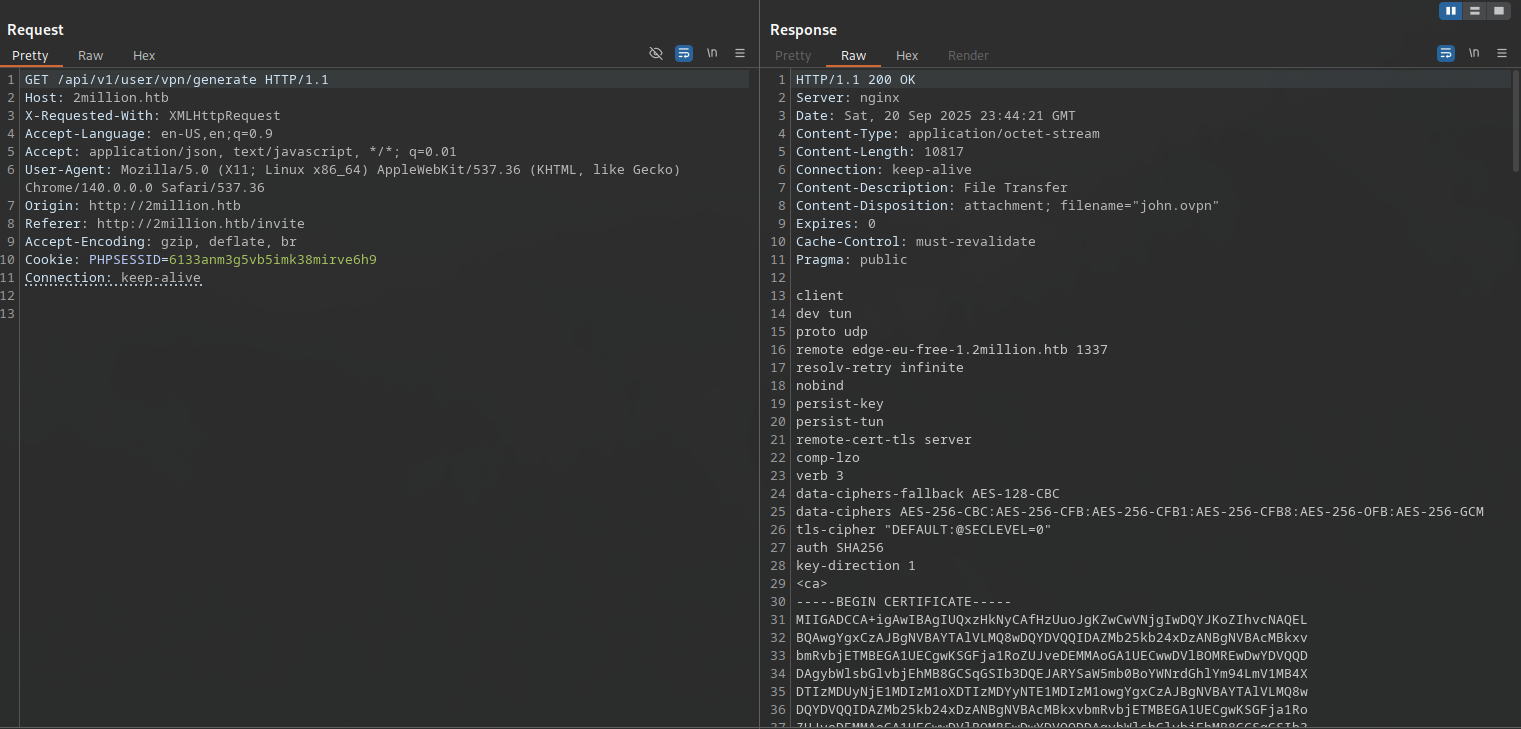 Request
Pretty Raw Hex \n
1 GET /api/v1/user/vpn/generate HTTP/1.1
2 Host: 2million.htb
3 X-Requested-With: XMLHttpRequest
4 Accept-Language: en-US,en;q=0.9
5 Accept: application/json, text/javascript, */*; q=0.01
6 User-Agent: Mozilla/5.0 (X11; Linux x86_64) AppleWebKit/537.36 (KHTML, like Gecko)
Chrome/140.0.0.0 Safari/537.36
7 Origin: http://2million.htb
8 Referer: http://2million.htb/invite
9 Accept-Encoding: gzip, deflate, br
10 Cookie: PHPSESSID=6133anm3g5vb5imk38mirve6h9
11 Connection: keep-alive
12
13
Response
Pretty Raw Hex Render \n
1 HTTP/1.1 200 OK
2 Server: nginx
3 Date: Sat, 20 Sep 2025 23:44:21 GMT
4 Content-Type: application/octet-stream
5 Content-Length: 10817
6 Connection: keep-alive
7 Content-Description: File Transfer
8 Content-Disposition: attachment; filename="john.ovpn"
9 Expires: 0
10 Cache-Control: must-revalidate
11 Pragma: public
12
13 client
14 dev tun
15 proto udp
16 remote edge-eu-free-1.2million.htb 1337
17 resolv-retry infinite
18 nobind
19 persist-key
20 persist-tun
21 remote-cert-tls server
22 comp-lzo
23 verb 3
24 data-ciphers-fallback AES-128-CBC
25 data-ciphers AES-256-CBC:AES-256-CFB:AES-256-CFB1:AES-256-CFB8:AES-256-OFB:AES-256-GCM
26 tls-cipher "DEFAULT:@SECLEVEL=0"
27 auth SHA256
28 key-direction 1
29 <ca>
30 -----BEGIN CERTIFICATE-----
31 MIIGADCCA+igAwIBAgIUQxzHkNyCAfHzUuoJgKZwCwVNjgIwDQYJKoZIhvcNAQEL
32 BQAwgYgxCzAJBgNVBAYTAlVLMQ8wDQYDVQQIDAZMb25kb24xDzANBgNVBAcMBkxv
33 bmRvbjETMBEGA1UECgwKSGFja1RoZUJveDEMMAoGA1UECwwDVlBOMREwDwYDVQQD
34 DAgybWlsbGlvbjEhMB8GCSqGSIb3DQEJARYSaW5mb0BoYWNrdGhlYm94LmV1MB4X
35 DTIzMDUyNjE1MDIzM1oXDTIzMDYyNTE1MDIzM1owgYgxCzAJBgNVBAYTAlVLMQ8w
36 DQYDVQQIDAZMb25kb24xDzANBgNVBAcMBkxvbmRvbjETMBEGA1UECgwKSGFja1Ro